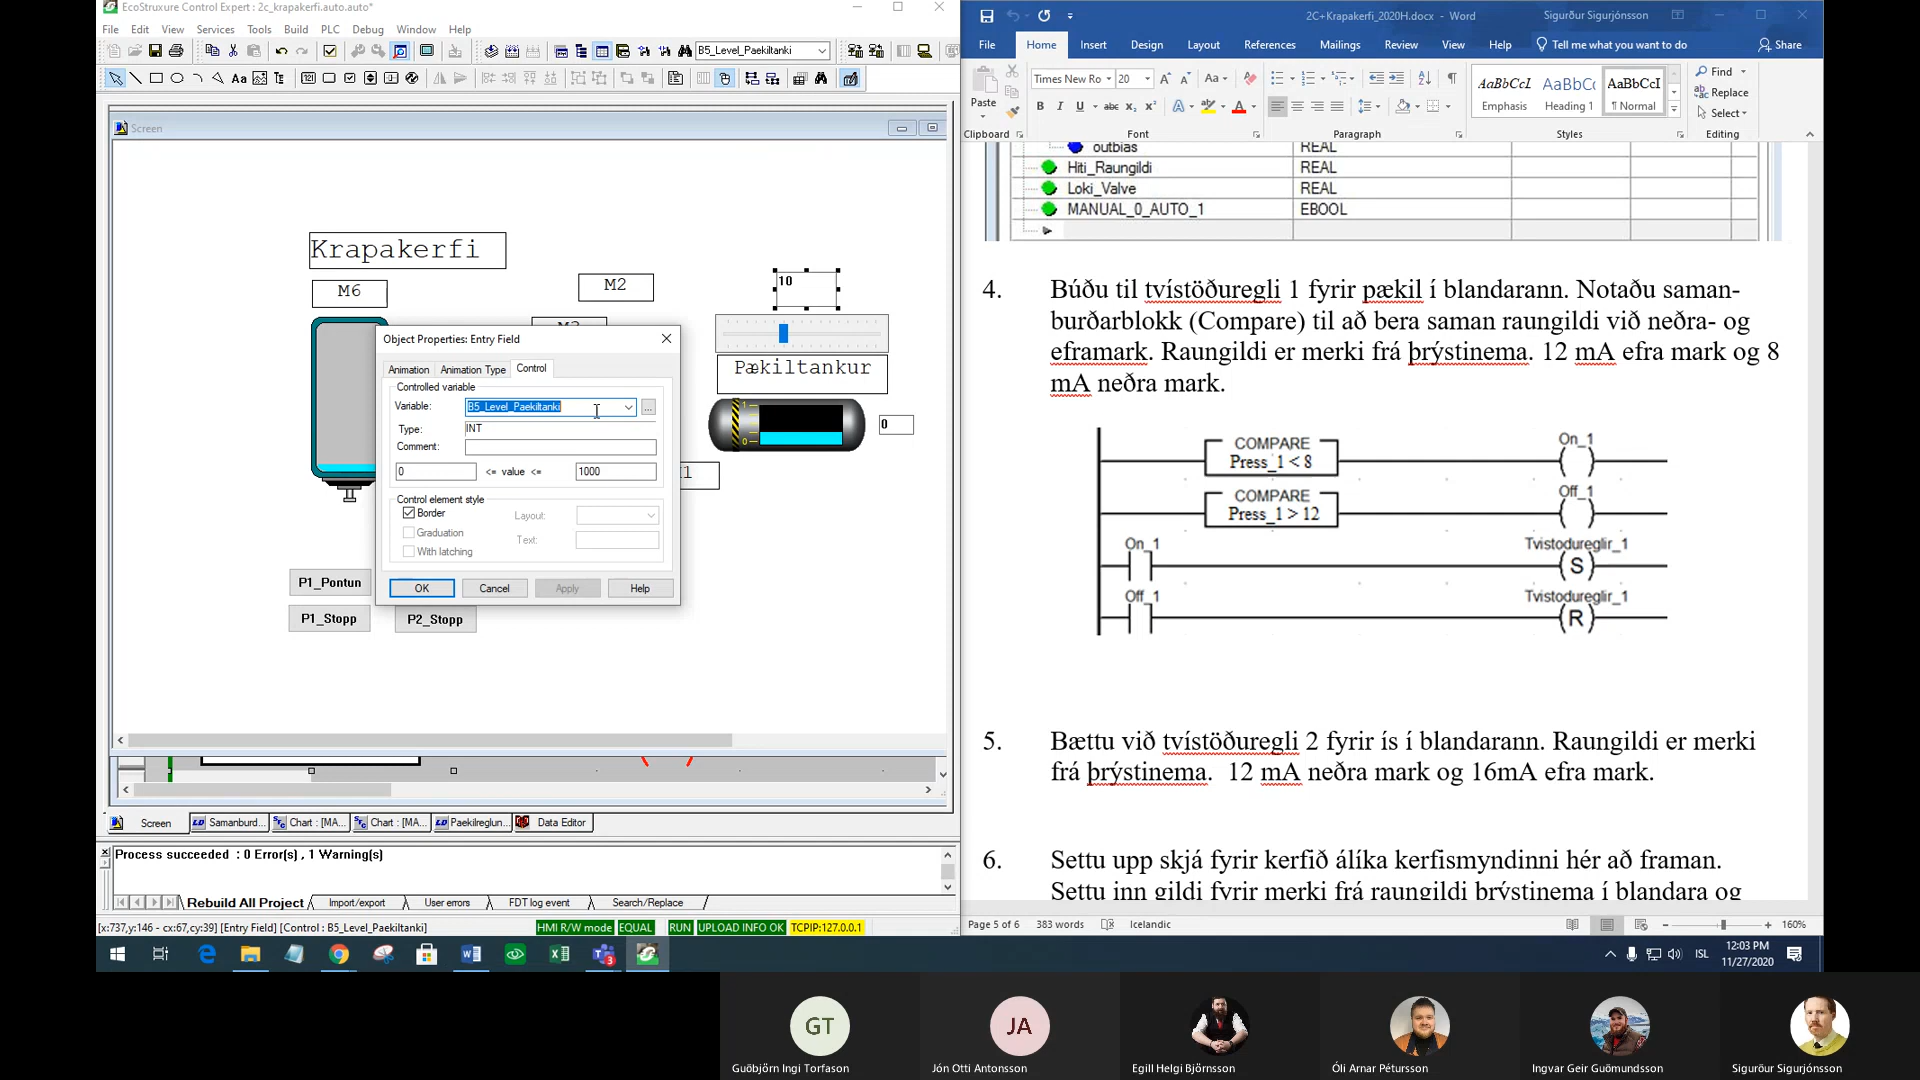 EcoStruxure Control Expert : 2c_krapakerfi.auto.auto*
File Edit View Services Tools Build PLC Debug Window Help
B5_Level_Paekiltanki
Screen
Krapakerfi
M6
M2
10
Pækiltankur
0
P1_Pontun
P1_Stopp
P2_Stopp
Object Properties: Entry Field
Animation Animation Type Control
Controlled variable
Variable: B5_Level_Paekiltanki
Type: INT
Comment:
0 <= value <= 1000
Control element style
Border
Layout:
Graduation
Text:
With latching
OK Cancel Apply Help
Screen Samanburd... Chart : [MA... Chart : [MA... Paekilreglun... Data Editor
Process succeeded : 0 Error(s) , 1 Warning(s)
Rebuild All Project Import/export User errors FDT log event Search/Replace
[x:737,y:146 - cx:67,cy:39] [Entry Field] [Control : B5_Level_Paekiltanki] HMI R/W mode EQUAL RUN UPLOAD INFO OK TCPIP:127.0.0.1
2C+Krapakerfi_2020H.docx - Word Sigurður Sigurjónsson
File Home Insert Design Layout References Mailings Review View Help Tell me what you want to do Share
Paste
Times New Ro 20
AaBbCcI AaBbCc AaBbCcI
Emphasis Heading 1 ¶ Normal
Find
Replace
Select
Clipboard Font Paragraph Styles Editing
outbias REAL
Hiti_Raungildi REAL
Loki_Valve REAL
MANUAL_0_AUTO_1 EBOOL
4. Búðu til tvístöðuregli 1 fyrir pækil í blandarann. Notaðu saman-
burðarblokk (Compare) til að bera saman raungildi við neðra- og
eframark. Raungildi er merki frá þrýstinema. 12 mA efra mark og 8
mA neðra mark.
COMPARE
Press_1 < 8
On_1
COMPARE
Press_1 > 12
Off_1
On_1
Tvistodureglir_1
S
Off_1
Tvistodureglir_1
R
5. Bættu við tvístöðuregli 2 fyrir ís í blandarann. Raungildi er merki
frá þrýstinema. 12 mA neðra mark og 16mA efra mark.
6. Settu upp skjá fyrir kerfið álíka kerfismyndinni hér að framan.
Settu inn gildi fyrir merki frá raungildi þrýstinema í blandara og
Page 5 of 6 383 words Icelandic 160%
ISL
12:03 PM
11/27/2020
GT
JA
Guðbjörn Ingi Torfason
Jón Otti Antonsson
Egill Helgi Björnsson
Óli Arnar Pétursson
Ingvar Geir Guðmundsson
Sigurður Sigurjónsson